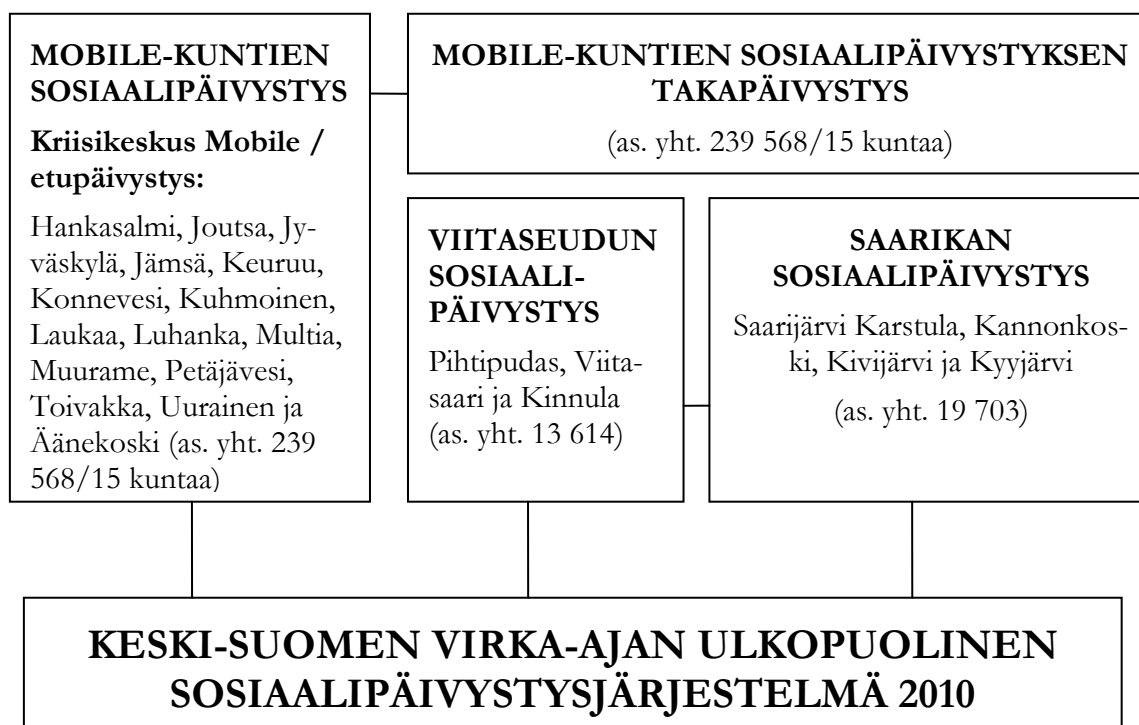 MOBILE-KUNTIEN
SOSIAALIPÄIVYSTYS
Kriisikeskus Mobile /
etupäivystys:
Hankasalmi, Joutsa, Jy-
väskylä, Jämsä, Keuruu,
Konnevesi, Kuhmoinen,
Laukaa, Luhanka, Multia,
Muurame, Petäjävesi,
Toivakka, Uurainen ja
Äänekoski (as. yht. 239
568/15 kuntaa)
MOBILE-KUNTIEN SOSIAALIPÄIVYSTYKSEN
TAKAPÄIVYSTYS
(as. yht. 239 568/15 kuntaa)
VIITASEUDUN
SOSIAALI-
PÄIVYSTYS
Pihtipudas, Viita-
saari ja Kinnula
(as. yht. 13 614)
SAARIKAN
SOSIAALIPÄIVYSTYS
Saarijärvi Karstula, Kannonkos-
ki, Kivijärvi ja Kyyjärvi
(as. yht. 19 703)
KESKI-SUOMEN VIRKA-AJAN ULKOPUOLINEN
SOSIAALIPÄIVYSTYSJÄRJESTELMÄ 2010